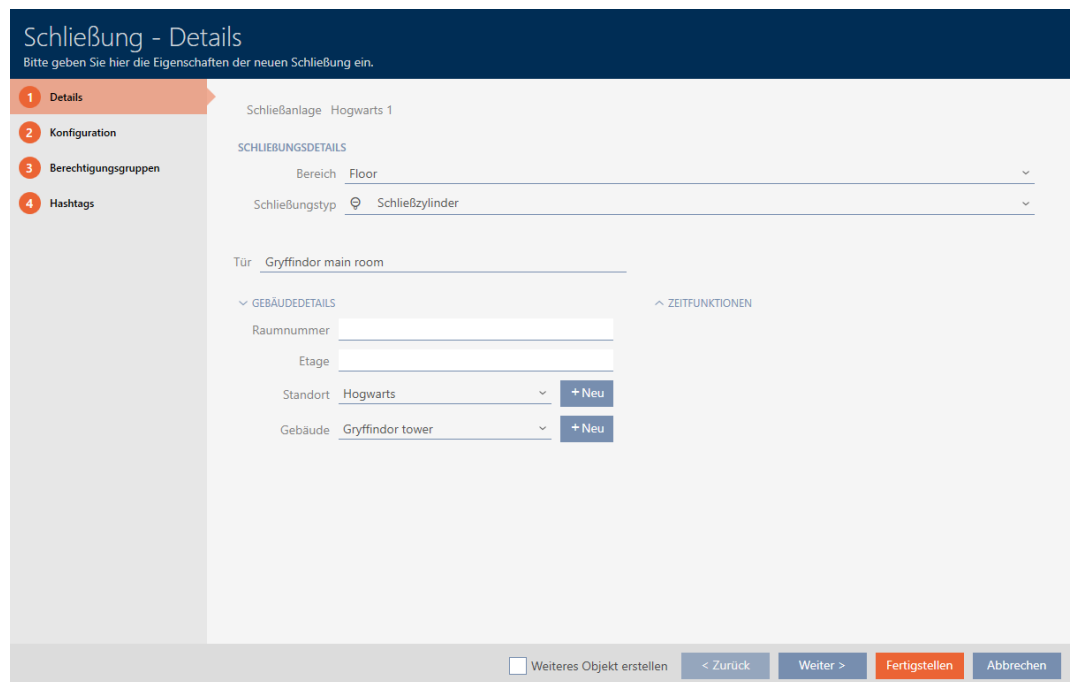 Schließung - Details
Bitte geben Sie hier die Eigenschaften der neuen Schließung ein.
1 Details
2 Konfiguration
3 Berechtigungsgruppen
4 Hashtags
Schließanlage Hogwarts 1
SCHLIEßUNGSDETAILS
Bereich Floor
Schließungstyp Schließzylinder
Tür Gryffindor main room
GEBÄUDEDETAILS
Raumnummer
Etage
Standort Hogwarts +Neu
Gebäude Gryffindor tower +Neu
ZEITFUNKTIONEN
Weiteres Objekt erstellen < Zurück Weiter > Fertigstellen Abbrechen